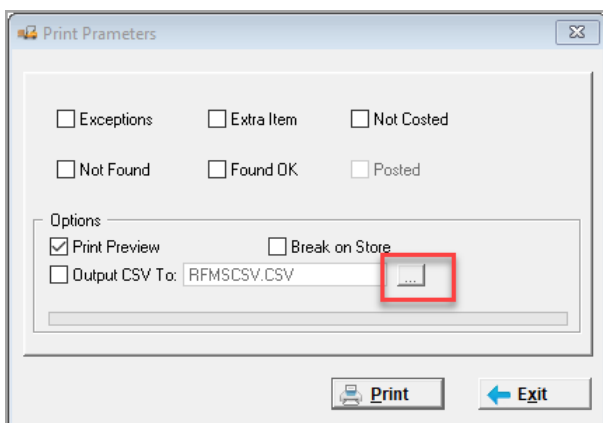 Print Prameters
Exceptions Extra Item Not Costed
Not Found Found OK Posted
Options
Print Preview Break on Store
Output CSV To: RFMSCSV.CSV ...
Print Exit